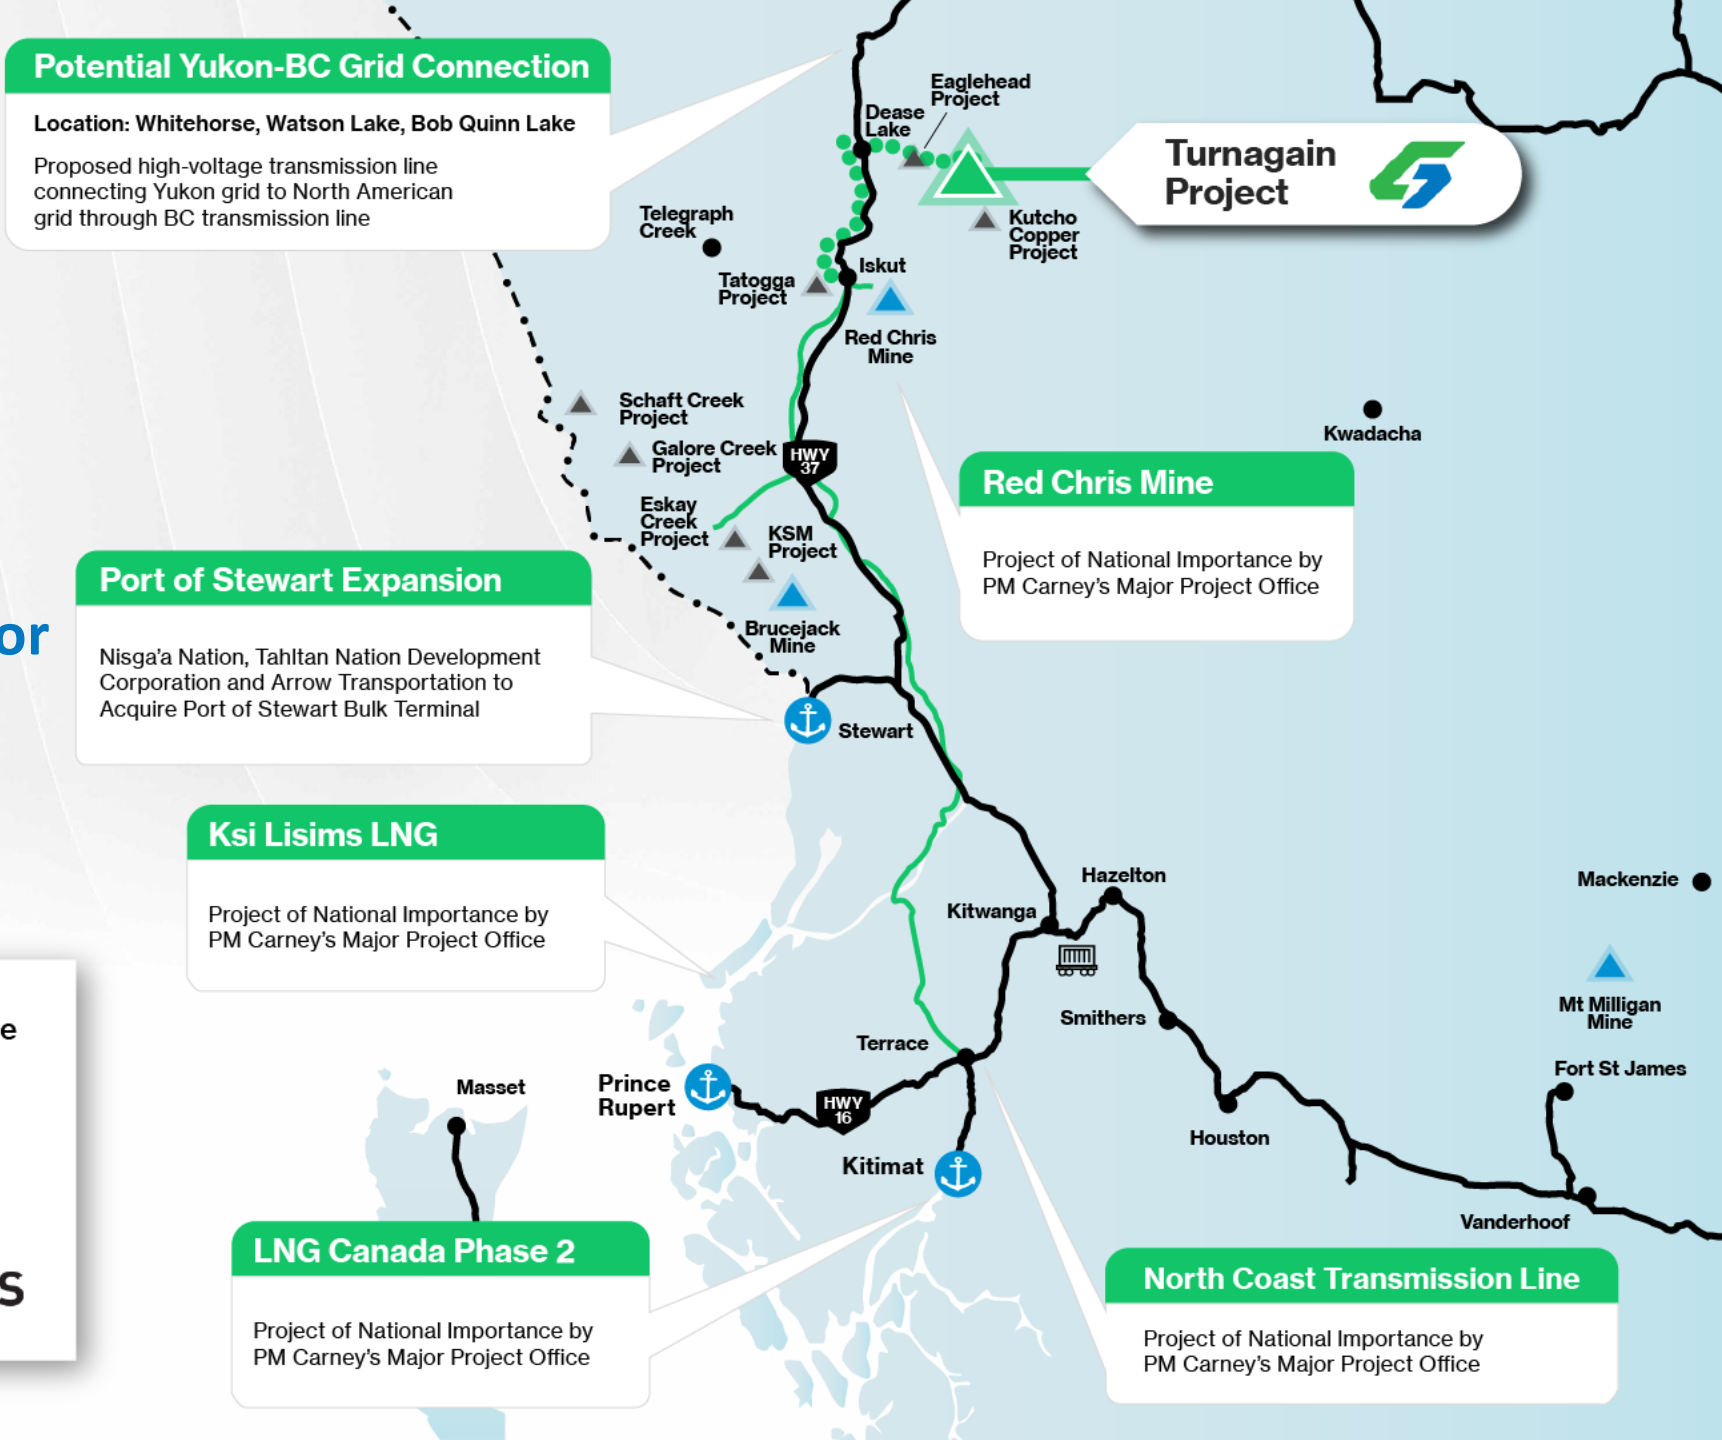 Potential Yukon-BC Grid Connection
Location: Whitehorse, Watson Lake, Bob Quinn Lake
Proposed high-voltage transmission line
connecting Yukon grid to North American
grid through BC transmission line
Eaglehead
Project
Dease
Lake
Turnagain
Project
Telegraph
Creek
Kutcho
Copper
Project
Iskut
Tatogga
Project
Red Chris
Mine
Schaft Creek
Project
Kwadacha
Galore Creek
Project
HWY
37
Red Chris Mine
Project of National Importance by
PM Carney's Major Project Office
Eskay
Creek
Project
KSM
Project
Port of Stewart Expansion
Nisga'a Nation, Tahltan Nation Development
Corporation and Arrow Transportation to
Acquire Port of Stewart Bulk Terminal
or
Brucejack
Mine
Stewart
Ksi Lisims LNG
Project of National Importance by
PM Carney's Major Project Office
Hazelton
Mackenzie
Kitwanga
Mt Milligan
Mine
Smithers
e
Terrace
Fort St James
Masset
Prince
Rupert
HWY
16
Houston
Kitimat
Vanderhoof
LNG Canada Phase 2
Project of National Importance by
PM Carney's Major Project Office
s
North Coast Transmission Line
Project of National Importance by
PM Carney's Major Project Office